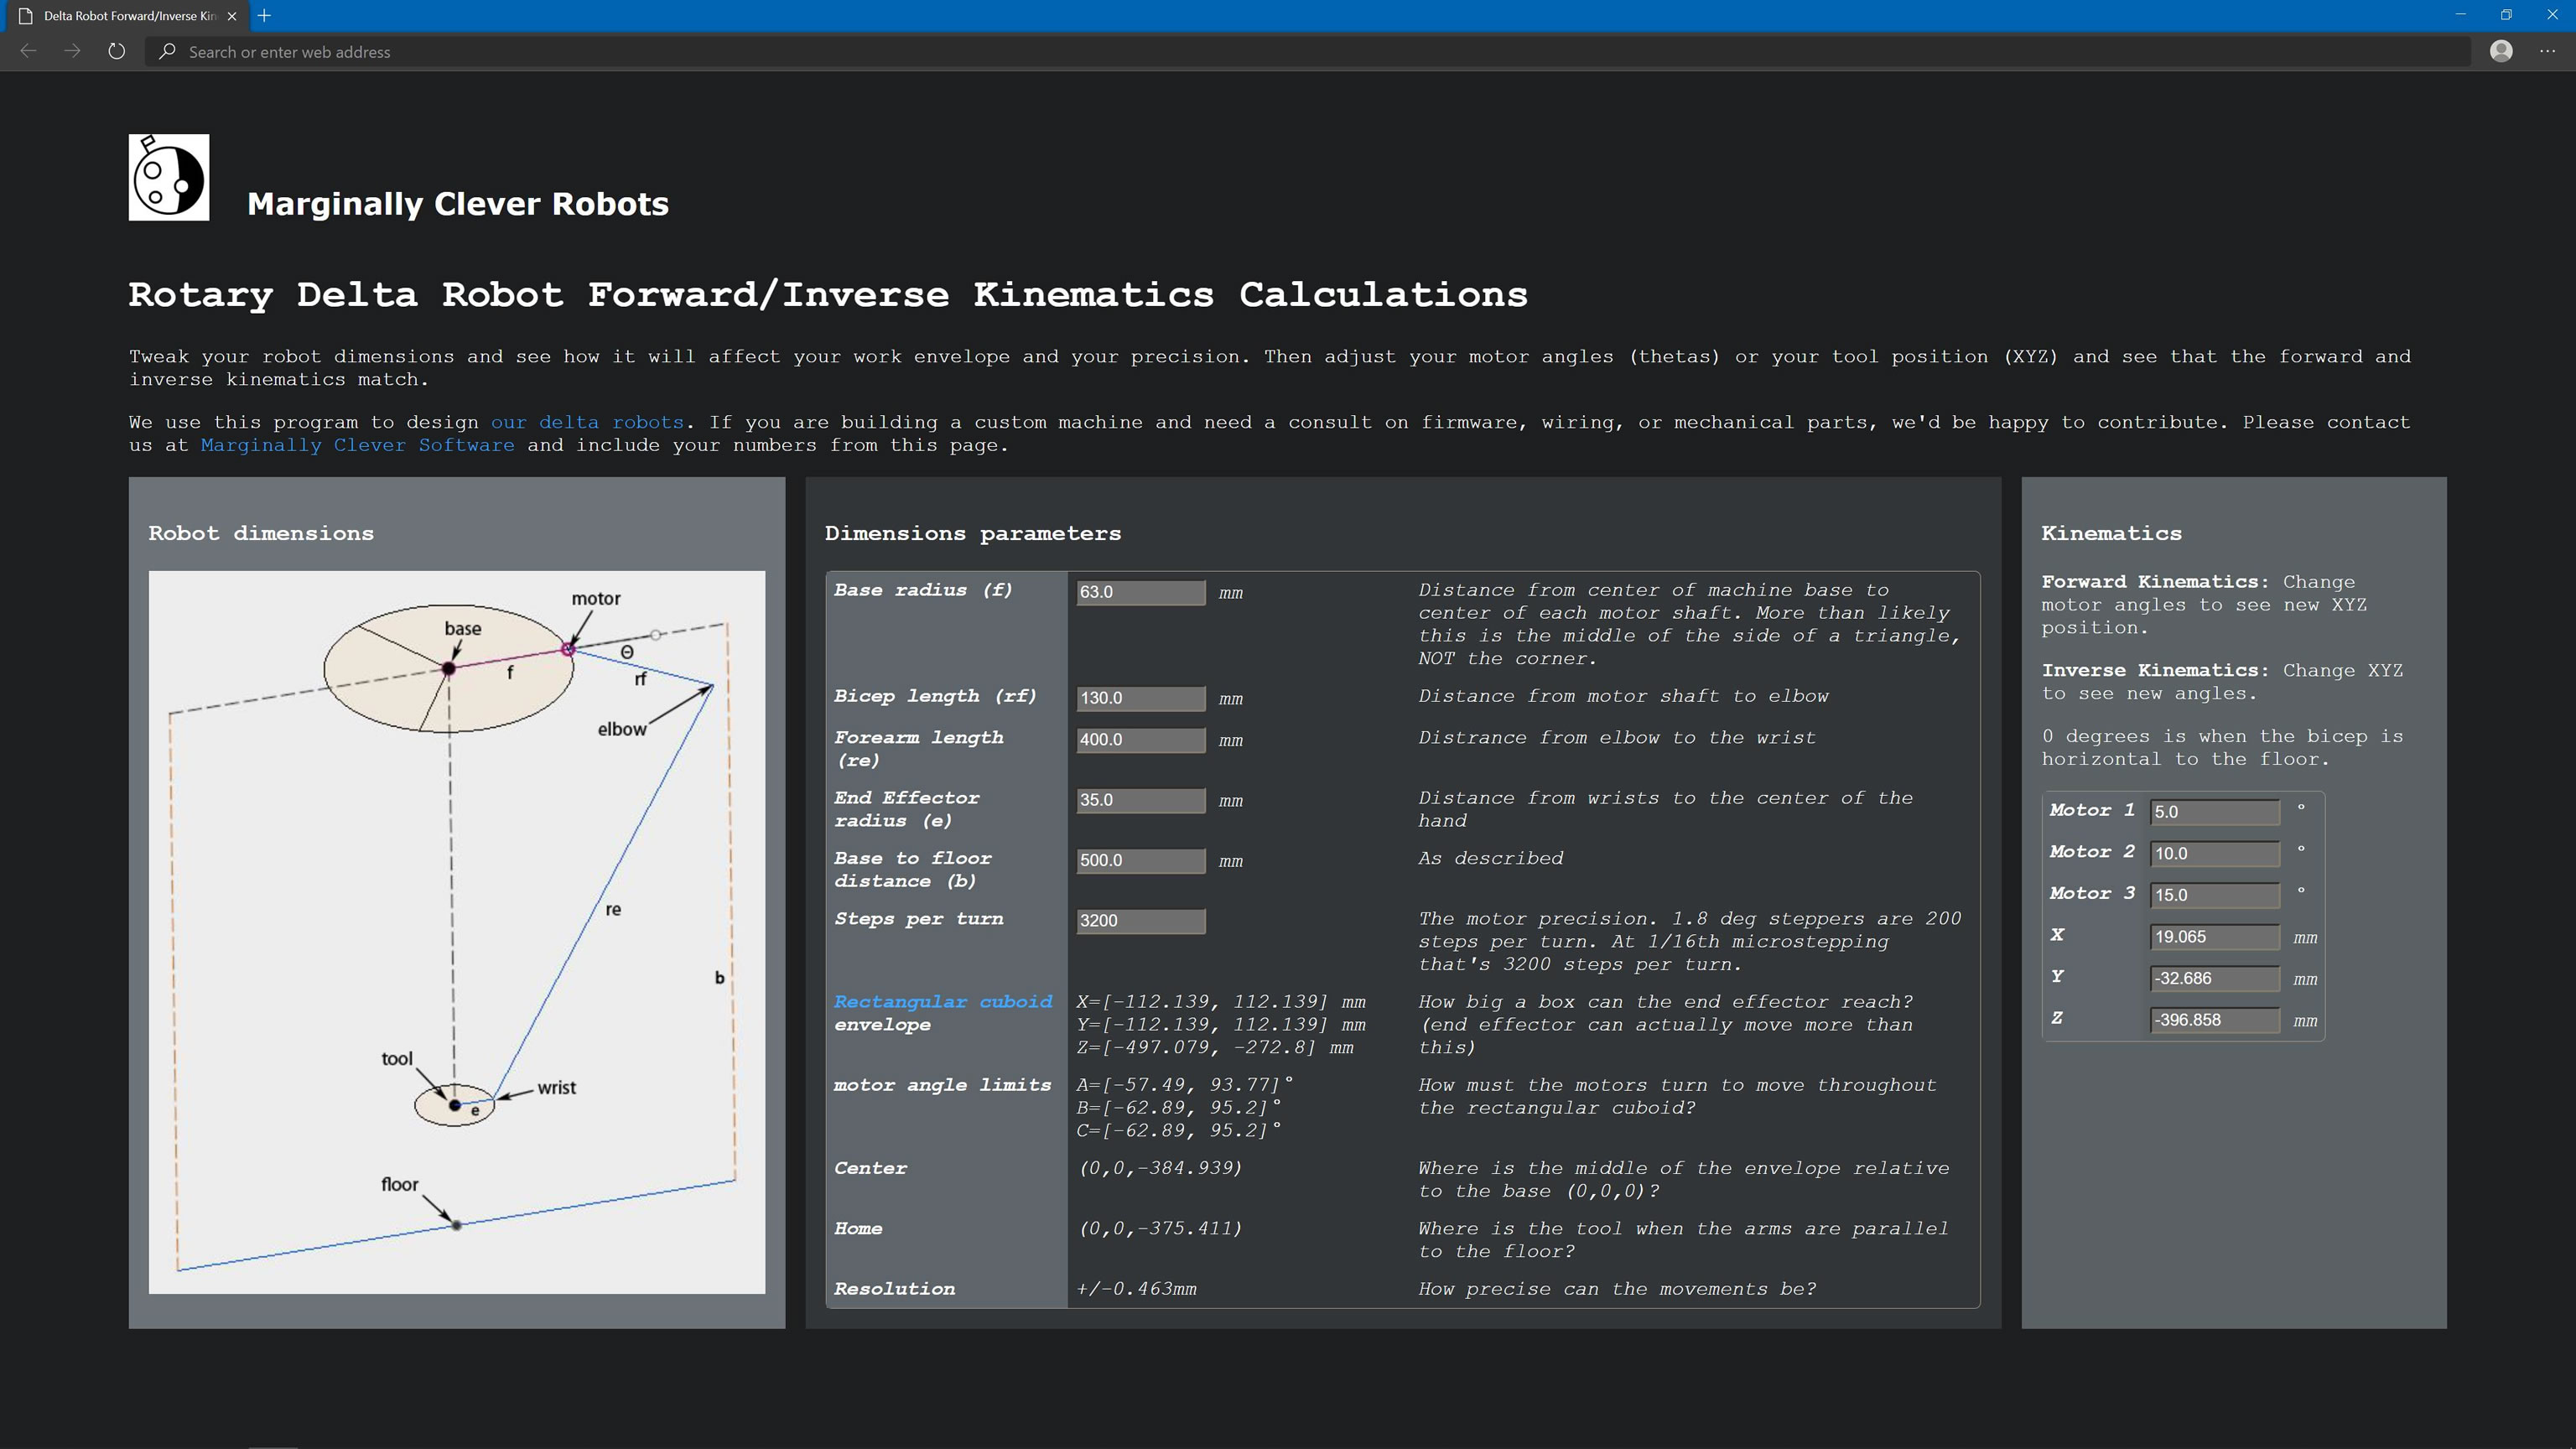 Delta Robot Forward/Inverse Kin
Search or enter web address
Marginally Clever Robots
Rotary Delta Robot Forward/Inverse Kinematics Calculations
Tweak your robot dimensions and see how it will affect your work envelope and your precision. Then adjust your motor angles (thetas) or your tool position (XYZ) and see that the forward and
inverse kinematics match.
We use this program to design our delta robots. If you are building a custom machine and need a consult on firmware, wiring, or mechanical parts, we'd be happy to contribute. Please contact
us at Marginally Clever Software and include your numbers from this page.
Robot dimensions
motor
base
Θ
f
rf
elbow
re
b
tool
wrist
e
floor
Dimensions parameters
Base radius (f) 63.0 mm Distance from center of machine base to
center of each motor shaft. More than likely
this is the middle of the side of a triangle,
NOT the corner.
Bicep length (rf) 130.0 mm Distance from motor shaft to elbow
Forearm length 400.0 mm Distrance from elbow to the wrist
(re)
End Effector 35.0 mm Distance from wrists to the center of the
radius (e) hand
Base to floor 500.0 mm As described
distance (b)
Steps per turn 3200 The motor precision. 1.8 deg steppers are 200
steps per turn. At 1/16th microstepping
that's 3200 steps per turn.
Rectangular cuboid X=[-112.139, 112.139] mm How big a box can the end effector reach?
envelope Y=[-112.139, 112.139] mm (end effector can actually move more than
Z=[-497.079, -272.8] mm this)
motor angle limits A=[-57.49, 93.77]° How must the motors turn to move throughout
B=[-62.89, 95.2]° the rectangular cuboid?
C=[-62.89, 95.2]°
Center (0,0,-384.939) Where is the middle of the envelope relative
to the base (0,0,0)?
Home (0,0,-375.411) Where is the tool when the arms are parallel
to the floor?
Resolution +/-0.463mm How precise can the movements be?
Kinematics
Forward Kinematics: Change
motor angles to see new XYZ
position.
Inverse Kinematics: Change XYZ
to see new angles.
0 degrees is when the bicep is
horizontal to the floor.
Motor 1 5.0 °
Motor 2 10.0 °
Motor 3 15.0 °
X 19.065 mm
Y -32.686 mm
Z -396.858 mm